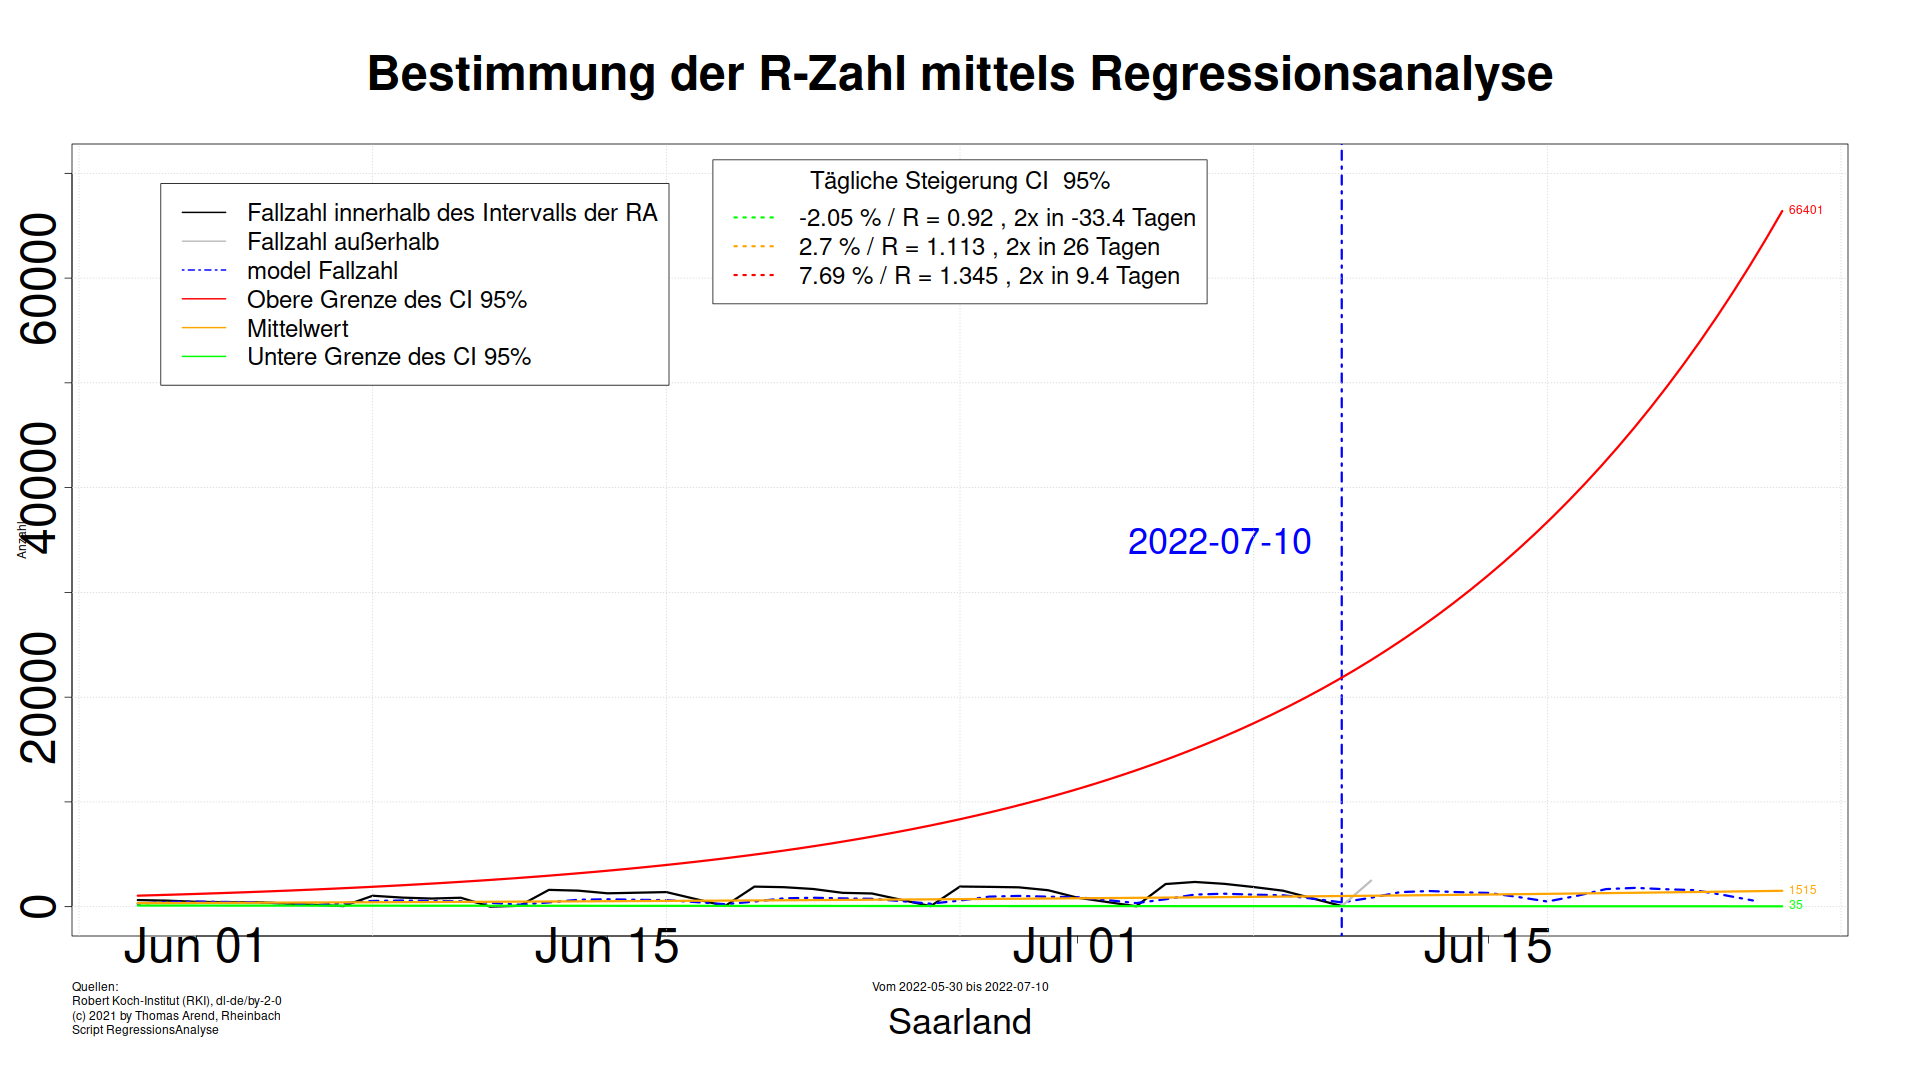 Bestimmung der R-Zahl mittels Regressionsanalyse
Fallzahl innerhalb des Intervalls der RA
Fallzahl außerhalb
model Fallzahl
Obere Grenze des CI 95%
Mittelwert
Untere Grenze des CI 95%
Tägliche Steigerung CI  95%
-2.05 % / R = 0.92 , 2x in -33.4 Tagen
2.7 % / R = 1.113 , 2x in 26 Tagen
7.69 % / R = 1.345 , 2x in 9.4 Tagen
66401
2022-07-10
1515
35
Anzahl
60000
40000
20000
0
Jun 01
Jun 15
Jul 01
Jul 15
Quellen:
Robert Koch-Institut (RKI), dl-de/by-2-0
(c) 2021 by Thomas Arend, Rheinbach
Script RegressionsAnalyse
Vom 2022-05-30 bis 2022-07-10
Saarland